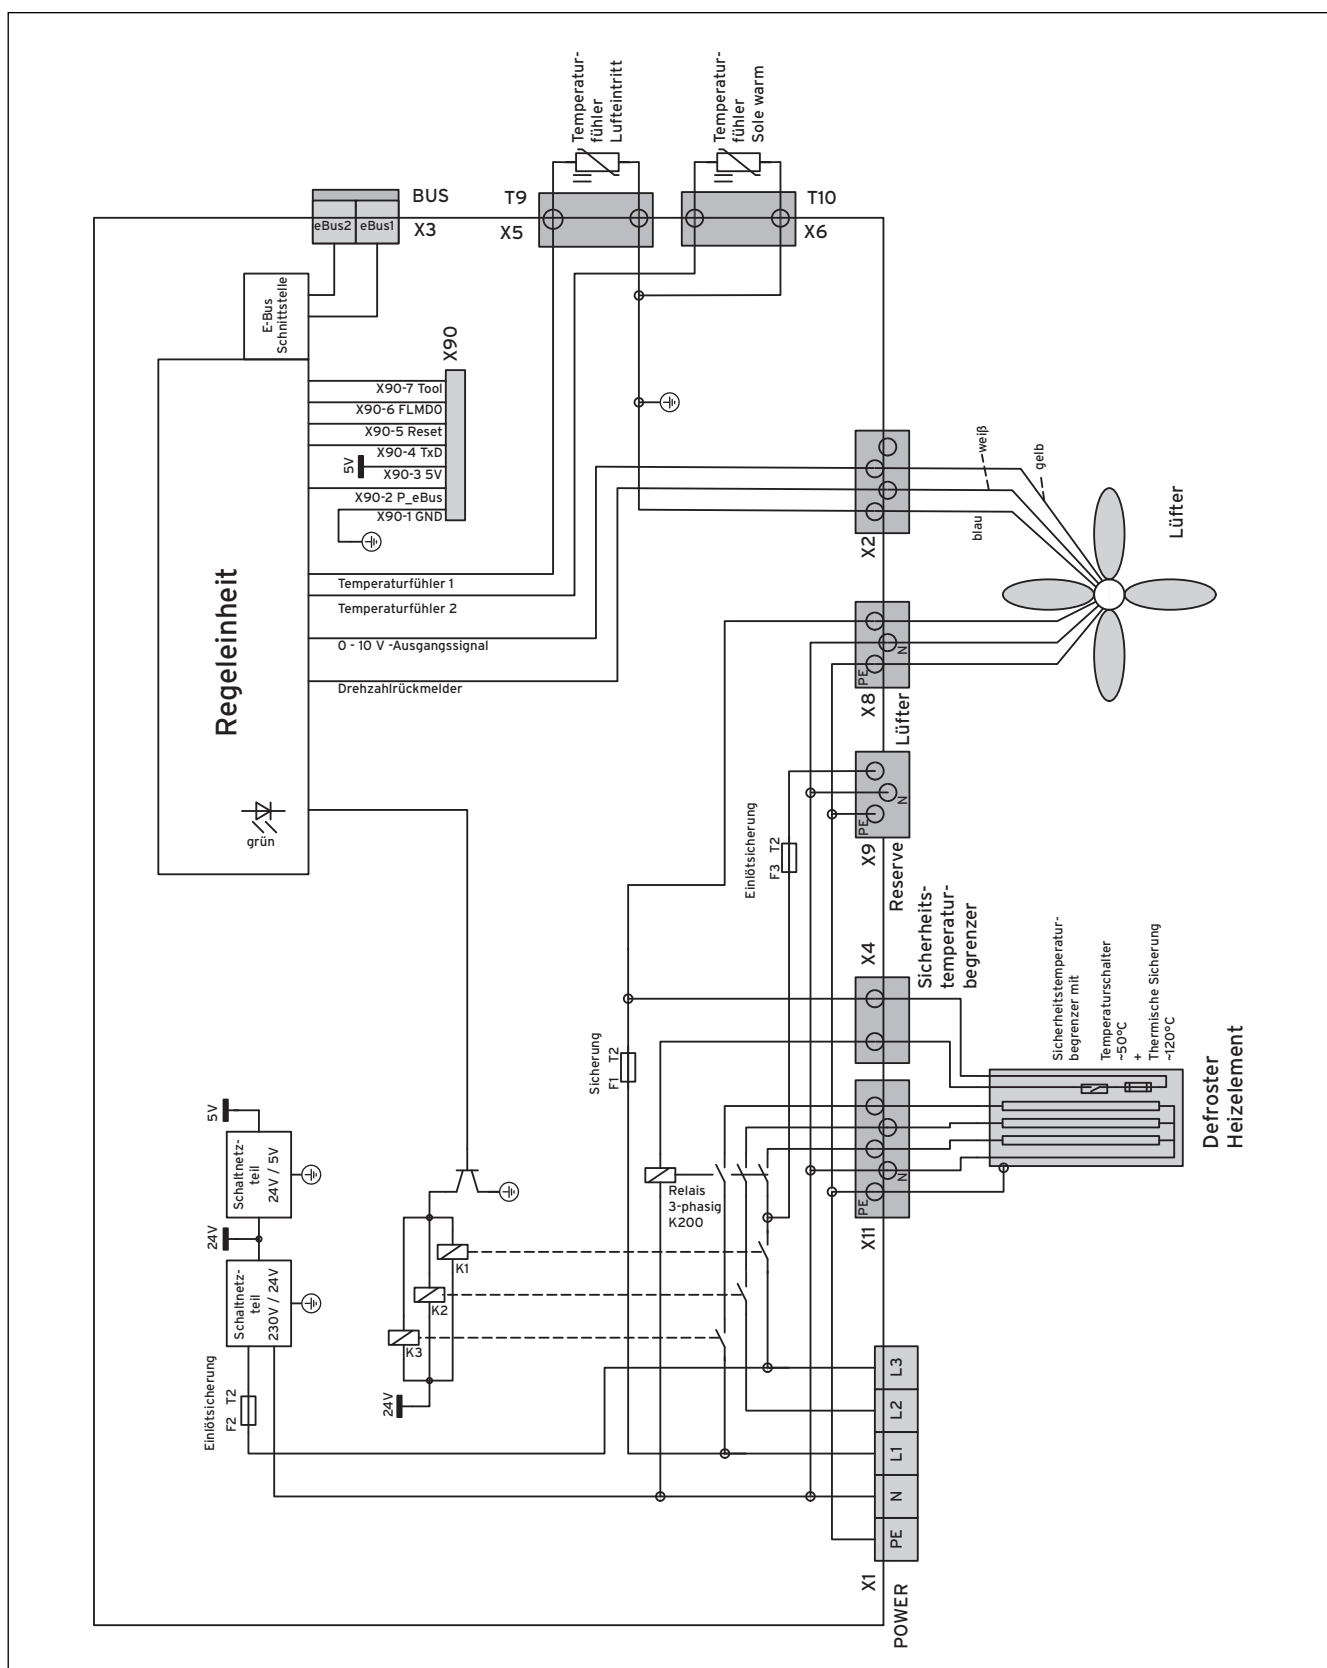 Temperatur-
fühler
Lufteintritt
Temperatur-
fühler
Sole warm
BUS
X3
eBus2
eBus1
T9
X5
T10
X6
E-Bus
Schnittstelle
X90
X90-7 Tool
X90-6 FLMD0
X90-5 Reset
X90-4 TxD
5V
X90-3 5V
X90-2 P_eBus
X90-1 GND
Regeleinheit
Temperaturfühler 1
Temperaturfühler 2
0 - 10 V -Ausgangssignal
Drehzahlrückmelder
grün
X2
weiß
gelb
blau
Lüfter
X8
Lüfter
PE
N
X9
Reserve
PE
N
Einlötsicherung
F3 T2
X4
Sicherheits-
temperatur-
begrenzer
Sicherung
F1 T2
Sicherheitstemperatur-
begrenzer mit
Temperaturschalter
~50°C
+
Thermische Sicherung
~120°C
Defroster
Heizelement
X11
PE
N
Relais
3-phasig
K200
5V
Schaltnetz-
teil
24V / 5V
24V
Schaltnetz-
teil
230V / 24V
Einlötsicherung
F2 T2
K1
K2
K3
24V
L3
L2
L1
N
PE
X1
POWER